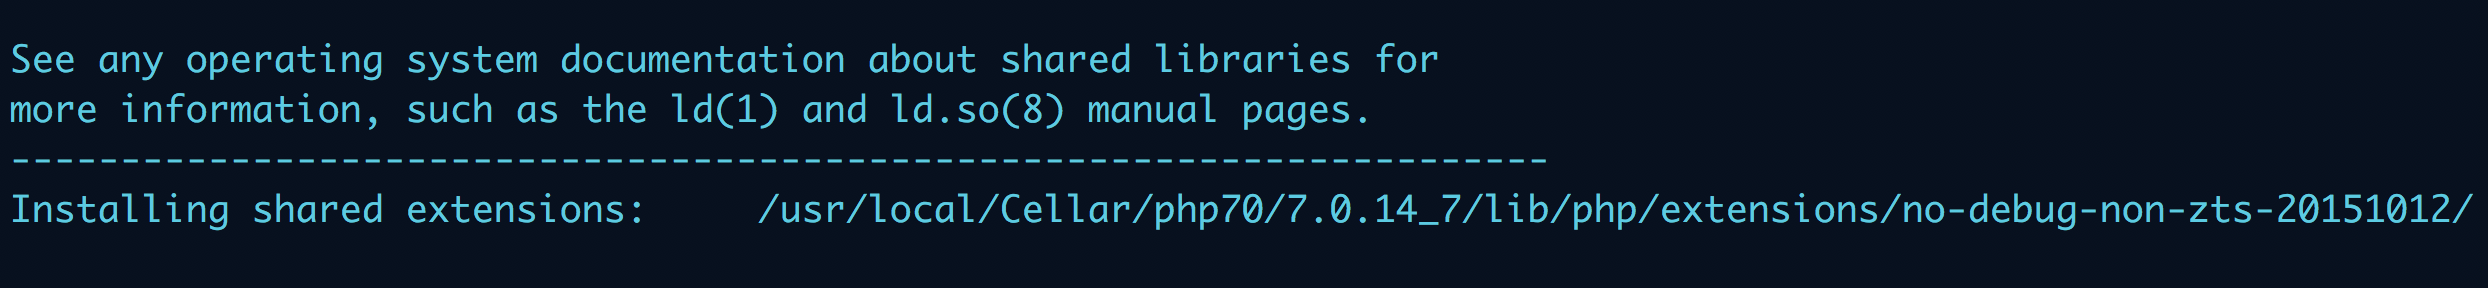 See any operating system documentation about shared libraries for
more information, such as the ld(1) and ld.so(8) manual pages.
----------------------------------------------------------------------
Installing shared extensions:     /usr/local/Cellar/php70/7.0.14_7/lib/php/extensions/no-debug-non-zts-20151012/